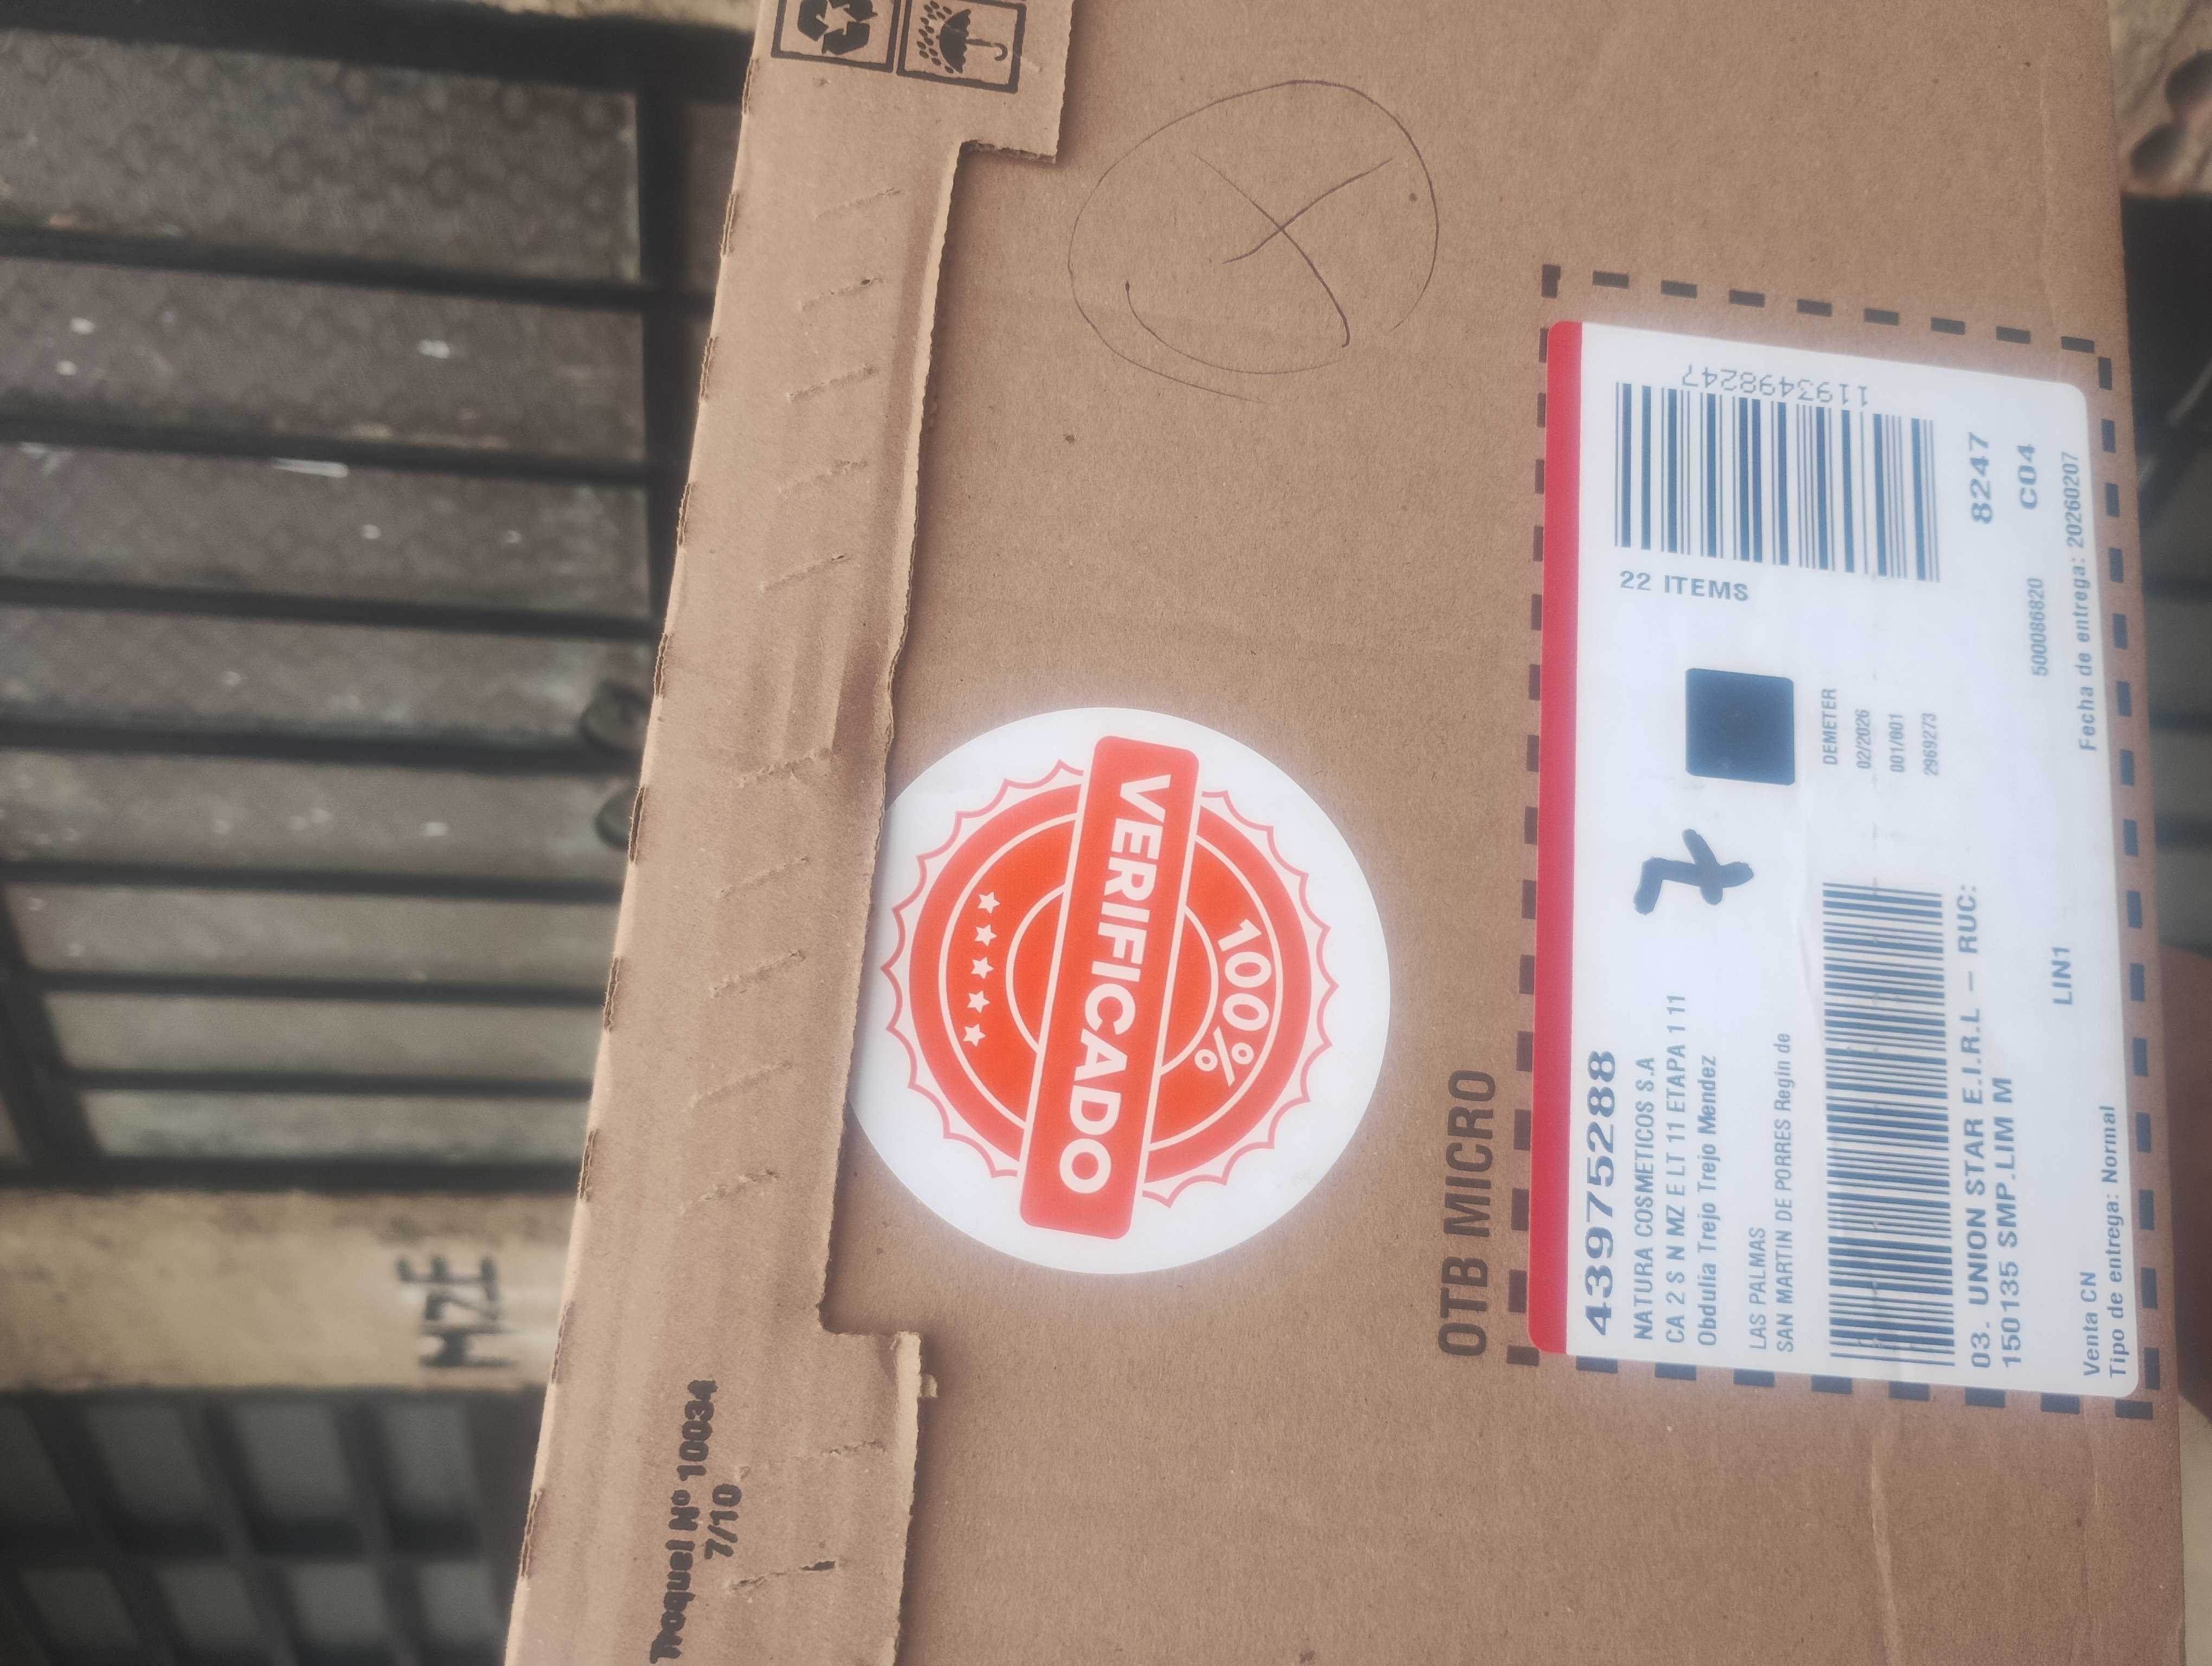 43975288
NATURA COSMETICOS S.A
CA 2 S N MZ E LT 11 ETAPA 1 11
Obdulia Trejo Trejo Mendez
LAS PALMAS
SAN MARTIN DE PORRES Regin de
22 ITEMS
1193498247
DEMETER
02/2026
001/001
2969273
8247
C04
03- UNION STAR E.I.R.L - RUC:
150135 SMP.LIM M
LIN1
500086820
Venta CN
Fecha de entrega: 20260207
Tipo de entrega: Normal
OTB MICRO
VERIFICADO
100%
Troquel Nº 10034
7/10
MZE